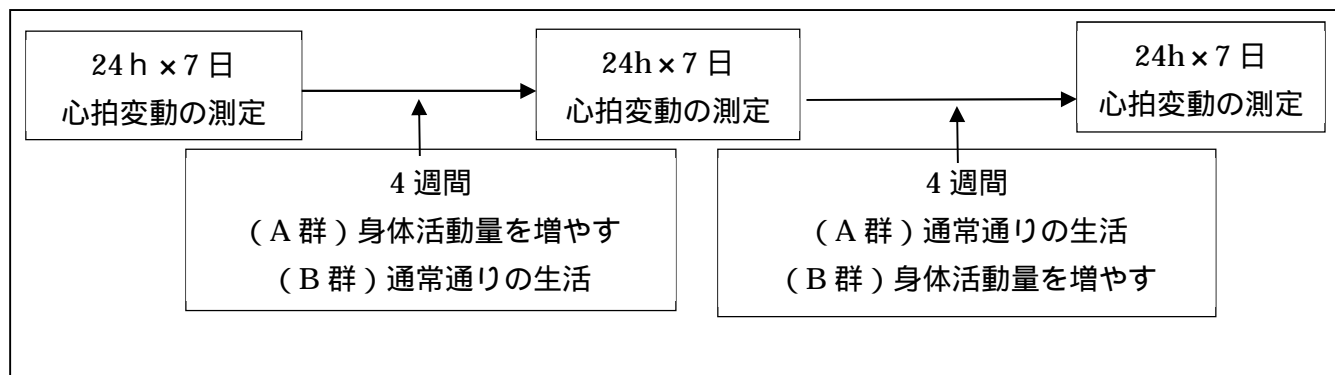 24ｈ×7 日
心拍変動の測定
24h×7 日
心拍変動の測定
24h×7 日
心拍変動の測定
4 週間
（A 群）身体活動量を増やす
（B 群）通常通りの生活
4 週間
（A 群）通常通りの生活
（B 群）身体活動量を増やす